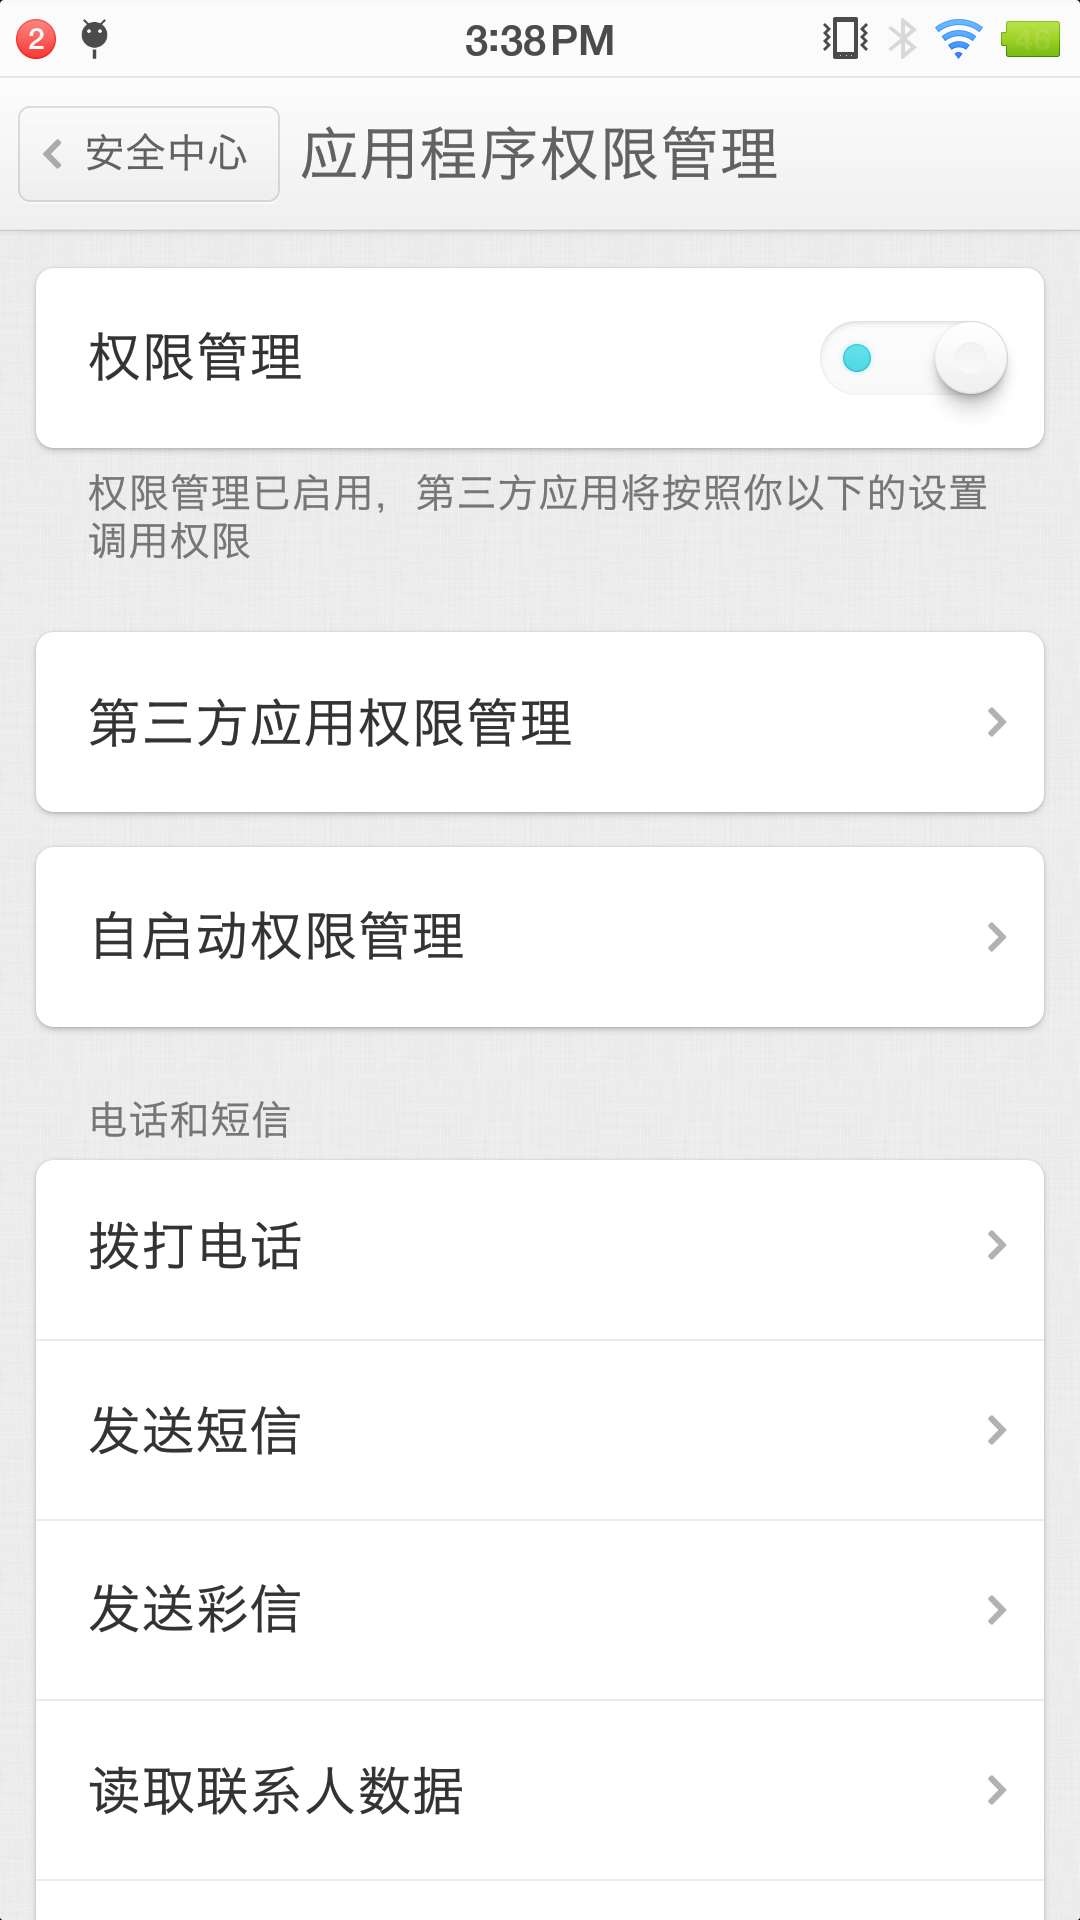 2
3:38 PM
46
安全中心
应用程序权限管理
权限管理
权限管理已启用，第三方应用将按照你以下的设置
调用权限
第三方应用权限管理
自启动权限管理
电话和短信
拨打电话
发送短信
发送彩信
读取联系人数据